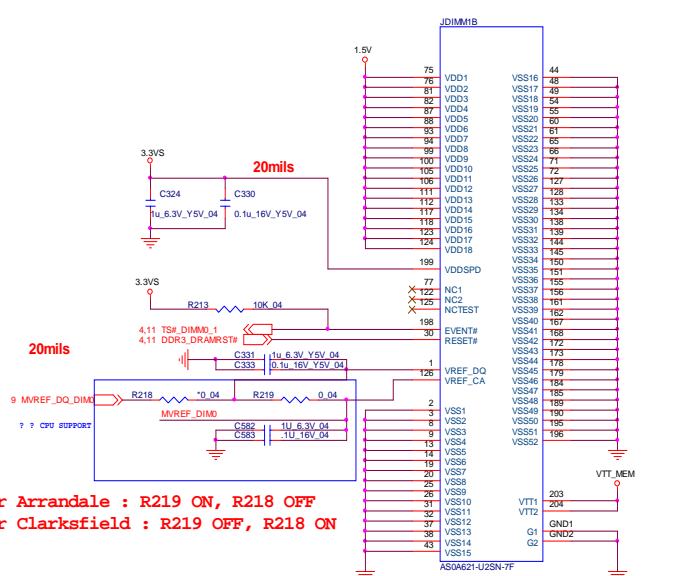 JDIMM1B
1.5V
75 VDD1
76 VDD2
81 VDD3
82 VDD4
87 VDD5
88 VDD6
93 VDD7
94 VDD8
99 VDD9
100 VDD10
105 VDD11
106 VDD12
111 VDD13
112 VDD14
117 VDD15
118 VDD16
123 VDD17
124 VDD18
199 VDDSPD
77 NC1
122 NC2
125 NCTEST
198 EVENT#
30 RESET#
1 VREF_DQ
126 VREF_CA
2 VSS1
3 VSS2
8 VSS3
9 VSS4
13 VSS5
14 VSS6
19 VSS7
20 VSS8
25 VSS9
26 VSS10
31 VSS11
32 VSS12
37 VSS13
38 VSS14
43 VSS15
VSS16 44
VSS17 48
VSS18 49
VSS19 54
VSS20 55
VSS21 60
VSS22 61
VSS23 65
VSS24 66
VSS25 71
VSS26 72
VSS27 127
VSS28 128
VSS29 133
VSS30 134
VSS31 138
VSS32 139
VSS33 144
VSS34 145
VSS35 150
VSS36 151
VSS37 155
VSS38 156
VSS39 161
VSS40 162
VSS41 167
VSS42 168
VSS43 172
VSS44 173
VSS45 178
VSS46 179
VSS47 184
VSS48 185
VSS49 189
VSS50 190
VSS51 195
VSS52 196
VTT_MEM
VTT1 203
VTT2 204
G1 GND1
G2 GND2
AS0A621-U2SN-7F
3.3VS
20mils
C324
1u_6.3V_Y5V_04
C330
0.1u_16V_Y5V_04
3.3VS
R213 10K_04
4,11 TS#_DIMM0_1
4,11 DDR3_DRAMRST#
20mils
C331 1u_6.3V_Y5V_04
C333 0.1u_16V_Y5V_04
9 MVREF_DQ_DIM0
R218 *0_04
R219 0_04
MVREF_DIM0
? ? CPU SUPPORT
C582 1U_6.3V_04
C583 .1U_16V_04
r Arrandale : R219 ON, R218 OFF
r Clarksfield : R219 OFF, R218 ON